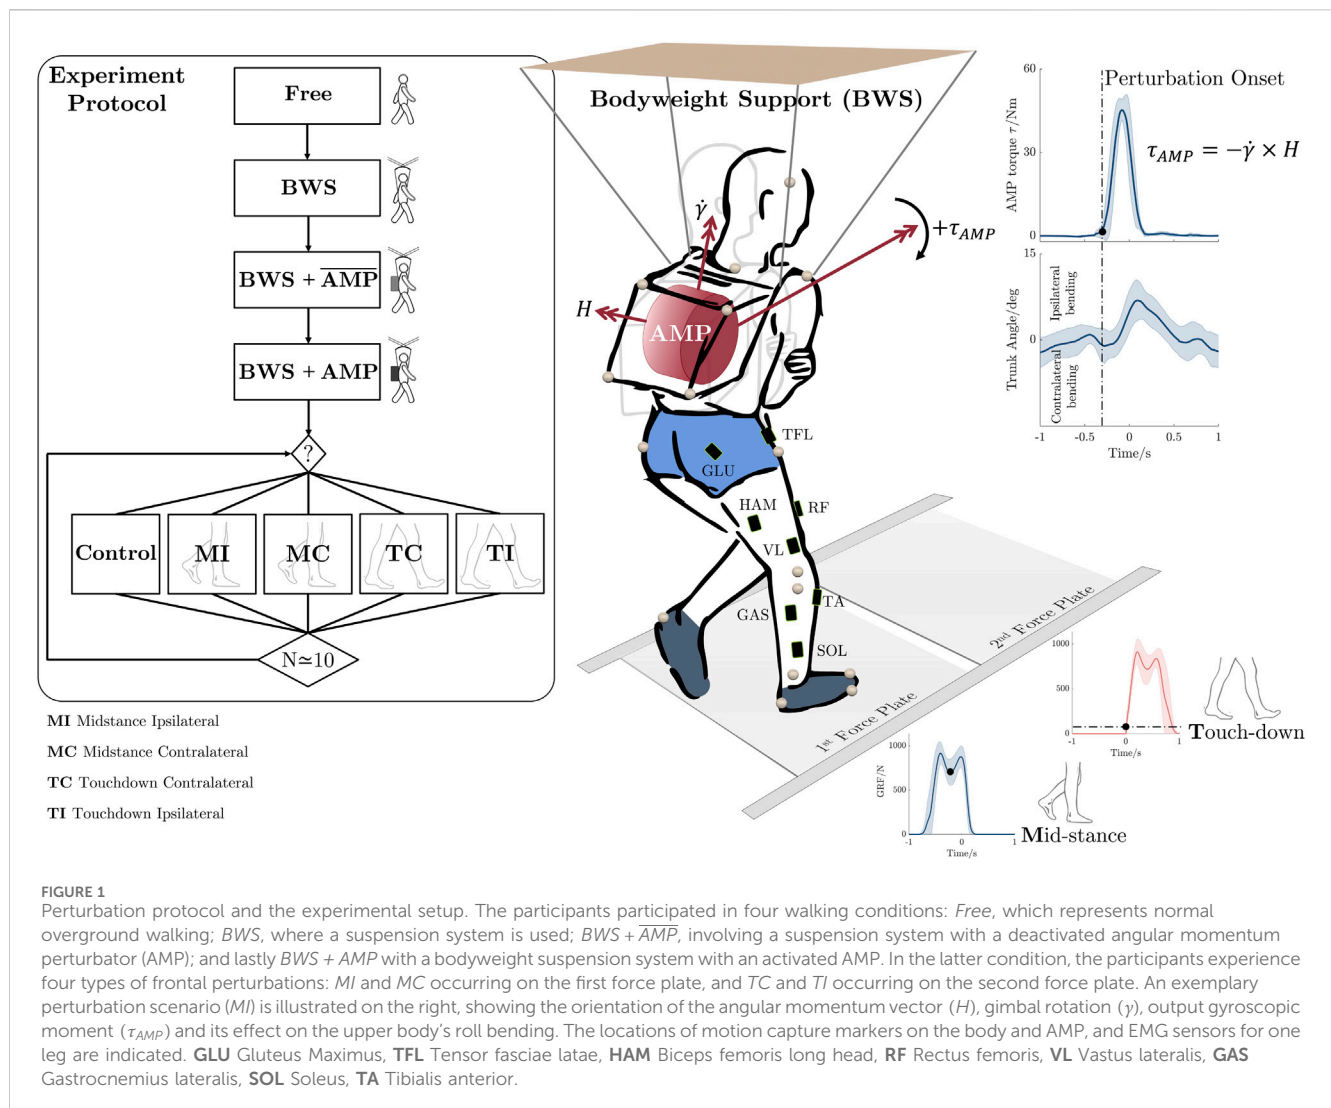 Experiment
Protocol
Free
BWS
BWS + A̅M̅P̅
BWS + AMP
?
Control
MI
MC
TC
TI
N≃10
MI Midstance Ipsilateral
MC Midstance Contralateral
TC Touchdown Contralateral
TI Touchdown Ipsilateral
Bodyweight Support (BWS)
γ̇
+τ_AMP
H
AMP
TFL
GLU
HAM
RF
VL
TA
GAS
SOL
1st Force Plate
2nd Force Plate
Perturbation Onset
τ_AMP = −γ̇ × H
AMP torque τ/Nm
60
30
0
Trunk Angle/deg
Ipsilateral
bending
Contralateral
bending
15
0
-1 -0.5 0 0.5 1
Time/s
1000
500
0
-1 0 1
Time/s
Touch-down
GRF/N
1000
500
0
-1 0 1
Time/s
Mid-stance
FIGURE 1
Perturbation protocol and the experimental setup. The participants participated in four walking conditions: Free, which represents normal
overground walking; BWS, where a suspension system is used; BWS + A̅M̅P̅, involving a suspension system with a deactivated angular momentum
perturbator (AMP); and lastly BWS + AMP with a bodyweight suspension system with an activated AMP. In the latter condition, the participants experience
four types of frontal perturbations: MI and MC occurring on the first force plate, and TC and TI occurring on the second force plate. An exemplary
perturbation scenario (MI) is illustrated on the right, showing the orientation of the angular momentum vector (H), gimbal rotation (γ), output gyroscopic
moment (τ_AMP) and its effect on the upper body's roll bending. The locations of motion capture markers on the body and AMP, and EMG sensors for one
leg are indicated. GLU Gluteus Maximus, TFL Tensor fasciae latae, HAM Biceps femoris long head, RF Rectus femoris, VL Vastus lateralis, GAS
Gastrocnemius lateralis, SOL Soleus, TA Tibialis anterior.